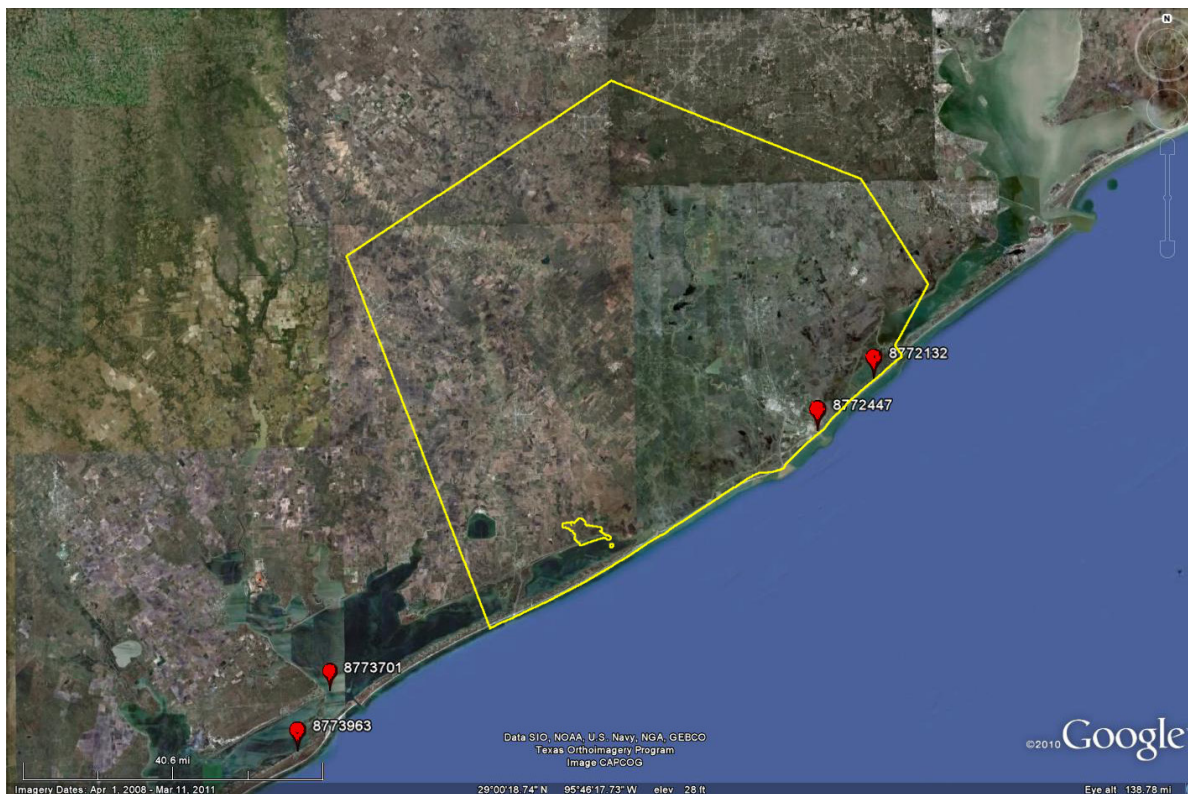 N
8772132
8772447
8773701
8773963
Data SIO, NOAA, U.S. Navy, NGA, GEBCO
Texas OrthoImagery Program
Image CAPCOG
©2010 Google
40.6 mi
Imagery Dates: Apr 1, 2008 - Mar 11, 2011
29°00'18.74" N 95°46'17.73" W elev 28 ft
Eye alt 138.78 mi